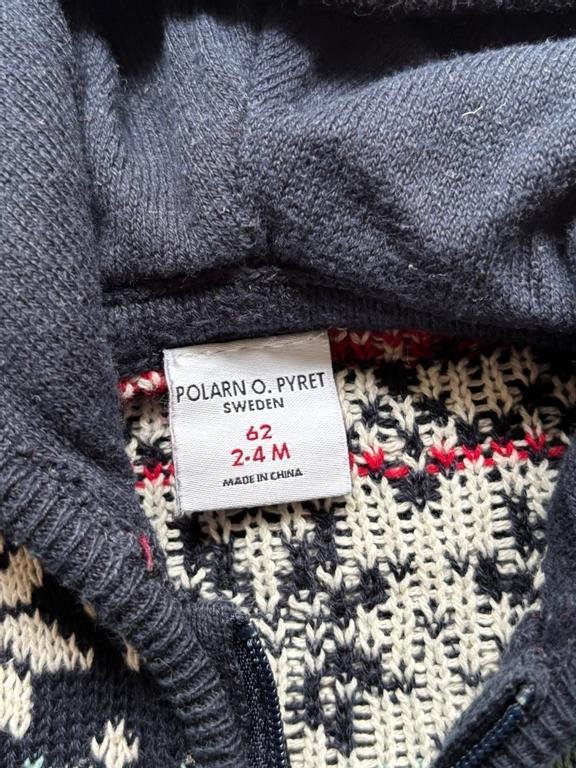 POLARN O. PYRET
SWEDEN
62
2-4 M
MADE IN CHINA